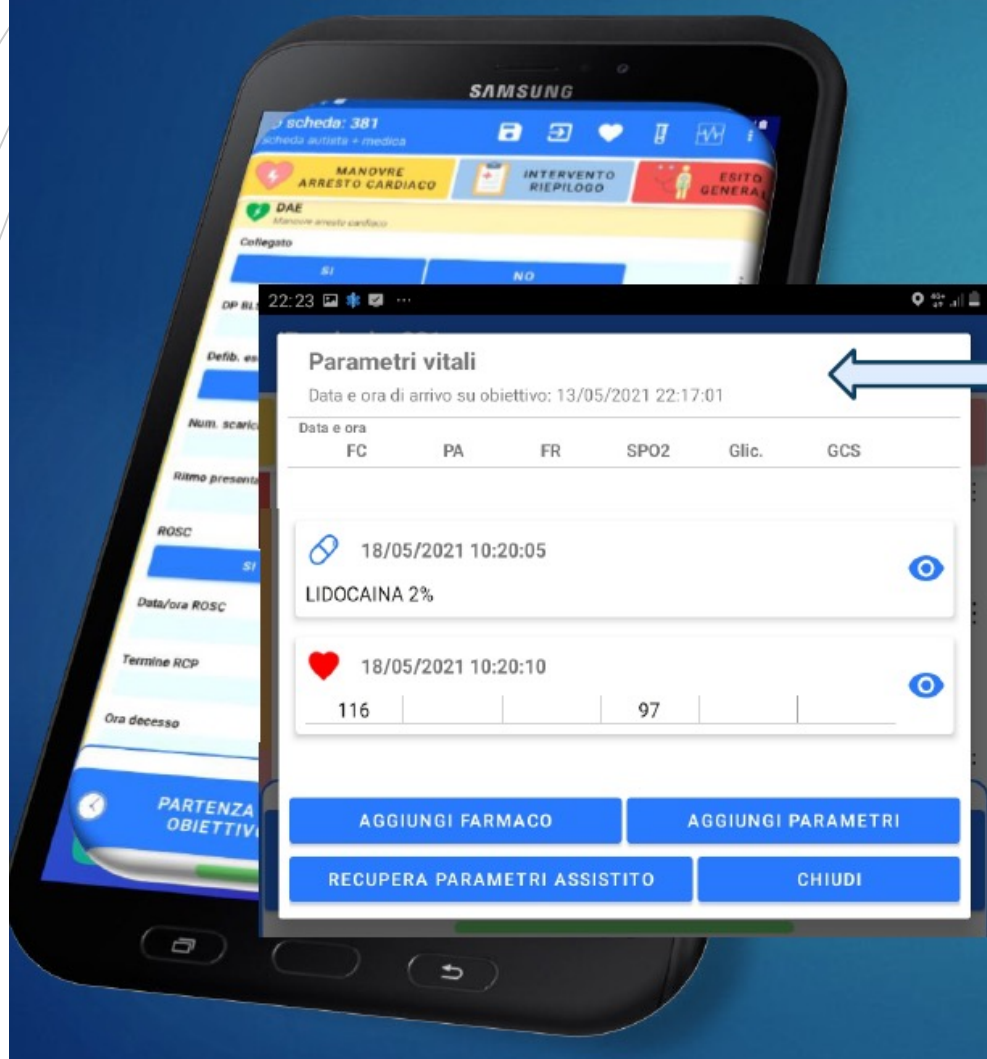 SAMSUNG
scheda: 381
scheda autista + medica
MANOVRE
ARRESTO CARDIACO
INTERVENTO
RIEPILOGO
ESITO
GENERAL
DAE
Manovre arresto cardiaco
Collegato
SI NO
DP BLS
22:23
Defib. es
Parametri vitali
Data e ora di arrivo su obiettivo: 13/05/2021 22:17:01
Data e ora
FC PA FR SPO2 Glic. GCS
Num. scaric
Ritmo presenta
18/05/2021 10:20:05
LIDOCAINA 2%
ROSC
SI
Data/ora ROSC
18/05/2021 10:20:10
116 97
Termine RCP
Ora decesso
PARTENZA
OBIETTIVO
AGGIUNGI FARMACO AGGIUNGI PARAMETRI
RECUPERA PARAMETRI ASSISTITO CHIUDI